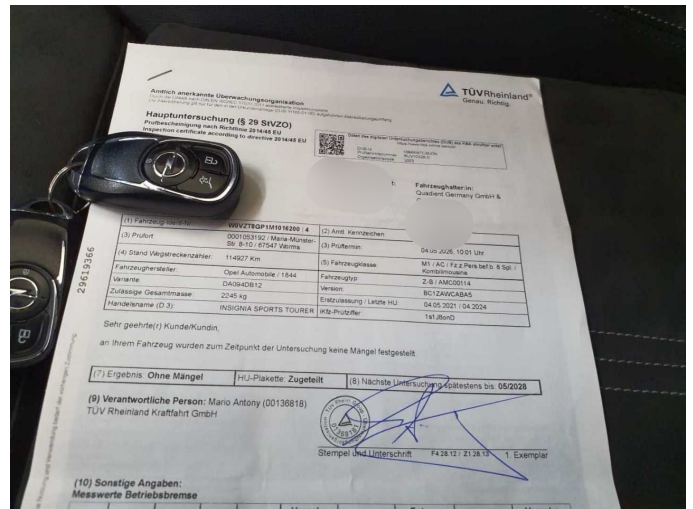 TÜVRheinland®
Genau. Richtig.
Amtlich anerkannte Überwachungsorganisation
Hauptuntersuchung (§ 29 StVZO)
Prüfbescheinigung nach Richtlinie 2014/45 EU
Inspection certificate according to directive 2014/45 EU
Fahrzeughalter:in:
Quadient Germany GmbH &
(1) Fahrzeug-Ident-Nr.
W0VZT8GP1M1016200 | 4
(2) Amtl. Kennzeichen
(3) Prüfort
0001053192 / Maria-Münster-
Str. 8-10 / 67547 Worms
(3) Prüftermin:
04.05.2026, 10:01 Uhr
(4) Stand Wegstreckenzähler:
114927 Km
(5) Fahrzeugklasse:
M1 / AC / Fz.z.Pers.bef.b. 8 Spl. /
Kombilimousine
Fahrzeughersteller:
Opel Automobile / 1844
Fahrzeugtyp:
Z-B / AMC00114
Variante:
DA094DB12
Version:
BC1ZAWCABA5
Zulässige Gesamtmasse:
2245 kg
Erstzulassung / Letzte HU
04.05.2021 / 04.2024
Handelsname (D.3):
INSIGNIA SPORTS TOURER
iKfz-Prüfziffer
29619366
Sehr geehrte(r) Kunde/Kundin,
an Ihrem Fahrzeug wurden zum Zeitpunkt der Untersuchung keine Mängel festgestellt.
(7) Ergebnis: Ohne Mängel
HU-Plakette: Zugeteilt
(8) Nächste Untersuchung spätestens bis: 05/2028
(9) Verantwortliche Person: Mario Antony (00136818)
TÜV Rheinland Kraftfahrt GmbH
Stempel und Unterschrift
F4.28.12 / Z1.28.13
1. Exemplar
(10) Sonstige Angaben:
Messwerte Betriebsbremse